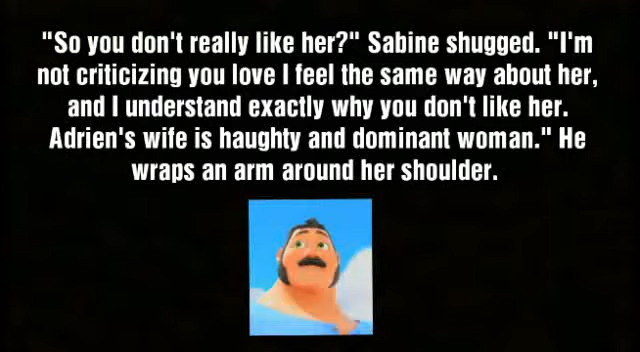 "So you don't really like her?" Sabine shugged. "I'm
not criticizing you love I feel the same way about her,
and I understand exactly why you don't like her.
Adrien's wife is haughty and dominant woman." He
wraps an arm around her shoulder.